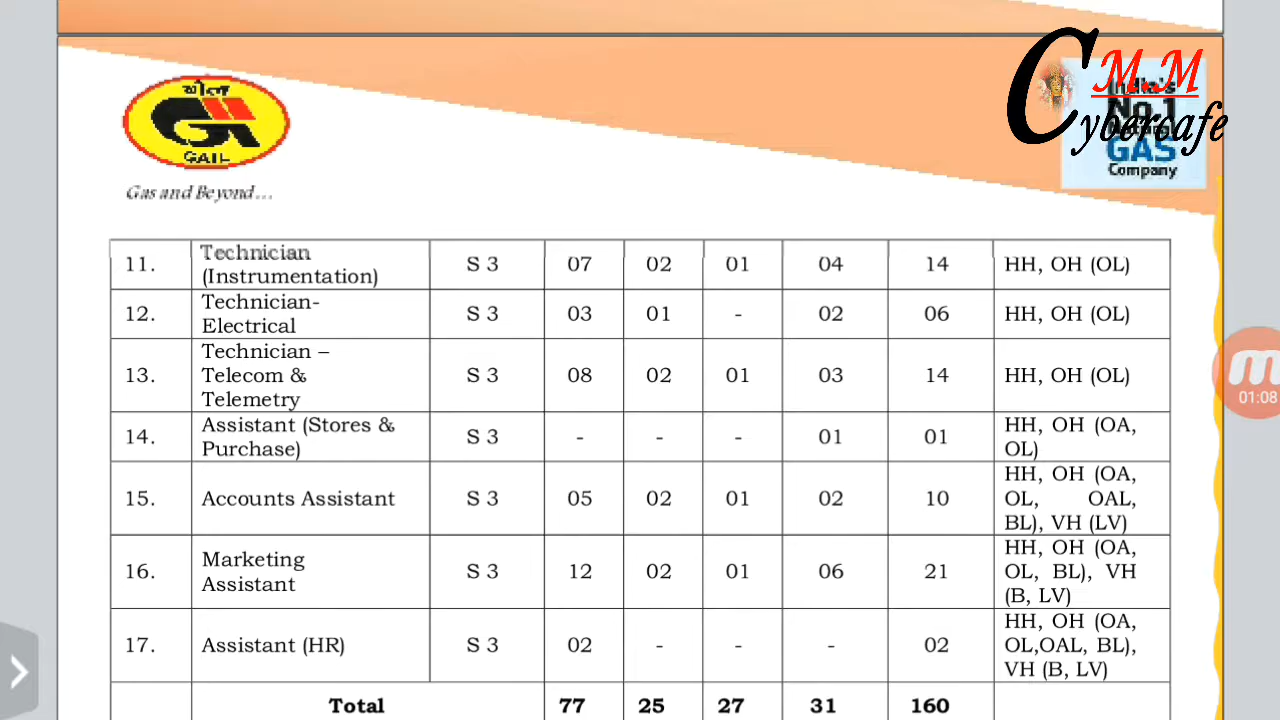 गेल
GAIL
Gas and Beyond...
C M.M
ybercafe
India's
No.1
GAS
Company
11. Technician (Instrumentation) S 3 07 02 01 04 14 HH, OH (OL)
12. Technician- Electrical S 3 03 01 - 02 06 HH, OH (OL)
13. Technician – Telecom & Telemetry S 3 08 02 01 03 14 HH, OH (OL)
14. Assistant (Stores & Purchase) S 3 - - - 01 01 HH, OH (OA, OL)
15. Accounts Assistant S 3 05 02 01 02 10 HH, OH (OA, OL, OAL, BL), VH (LV)
16. Marketing Assistant S 3 12 02 01 06 21 HH, OH (OA, OL, BL), VH (B, LV)
17. Assistant (HR) S 3 02 - - - 02 HH, OH (OA, OL,OAL, BL), VH (B, LV)
Total 77 25 27 31 160
01:08